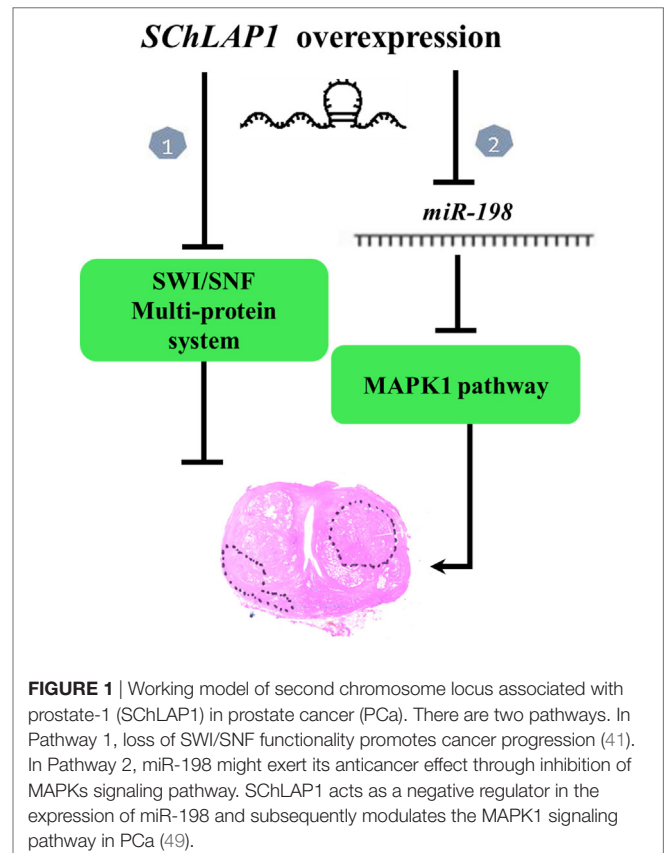 SChLAP1 overexpression
1
2
miR-198
SWI/SNF
Multi-protein
system
MAPK1 pathway
FIGURE 1 | Working model of second chromosome locus associated with
prostate-1 (SChLAP1) in prostate cancer (PCa). There are two pathways. In
Pathway 1, loss of SWI/SNF functionality promotes cancer progression (41).
In Pathway 2, miR-198 might exert its anticancer effect through inhibition of
MAPKs signaling pathway. SChLAP1 acts as a negative regulator in the
expression of miR-198 and subsequently modulates the MAPK1 signaling
pathway in PCa (49).